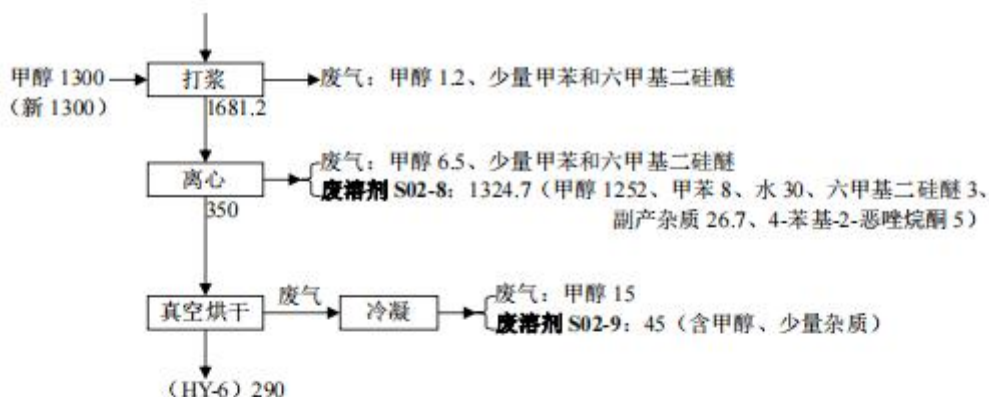 甲醇 1300
（新 1300）
打浆
废气：甲醇 1.2、少量甲苯和六甲基二硅醚
1681.2
离心
废气：甲醇 6.5、少量甲苯和六甲基二硅醚
废溶剂 S02-8：1324.7（甲醇 1252、甲苯 8、水 30、六甲基二硅醚 3、
副产杂质 26.7、4-苯基-2-恶唑烷酮 5）
350
真空烘干
废气
冷凝
废气：甲醇 15
废溶剂 S02-9：45（含甲醇、少量杂质）
（HY-6）290